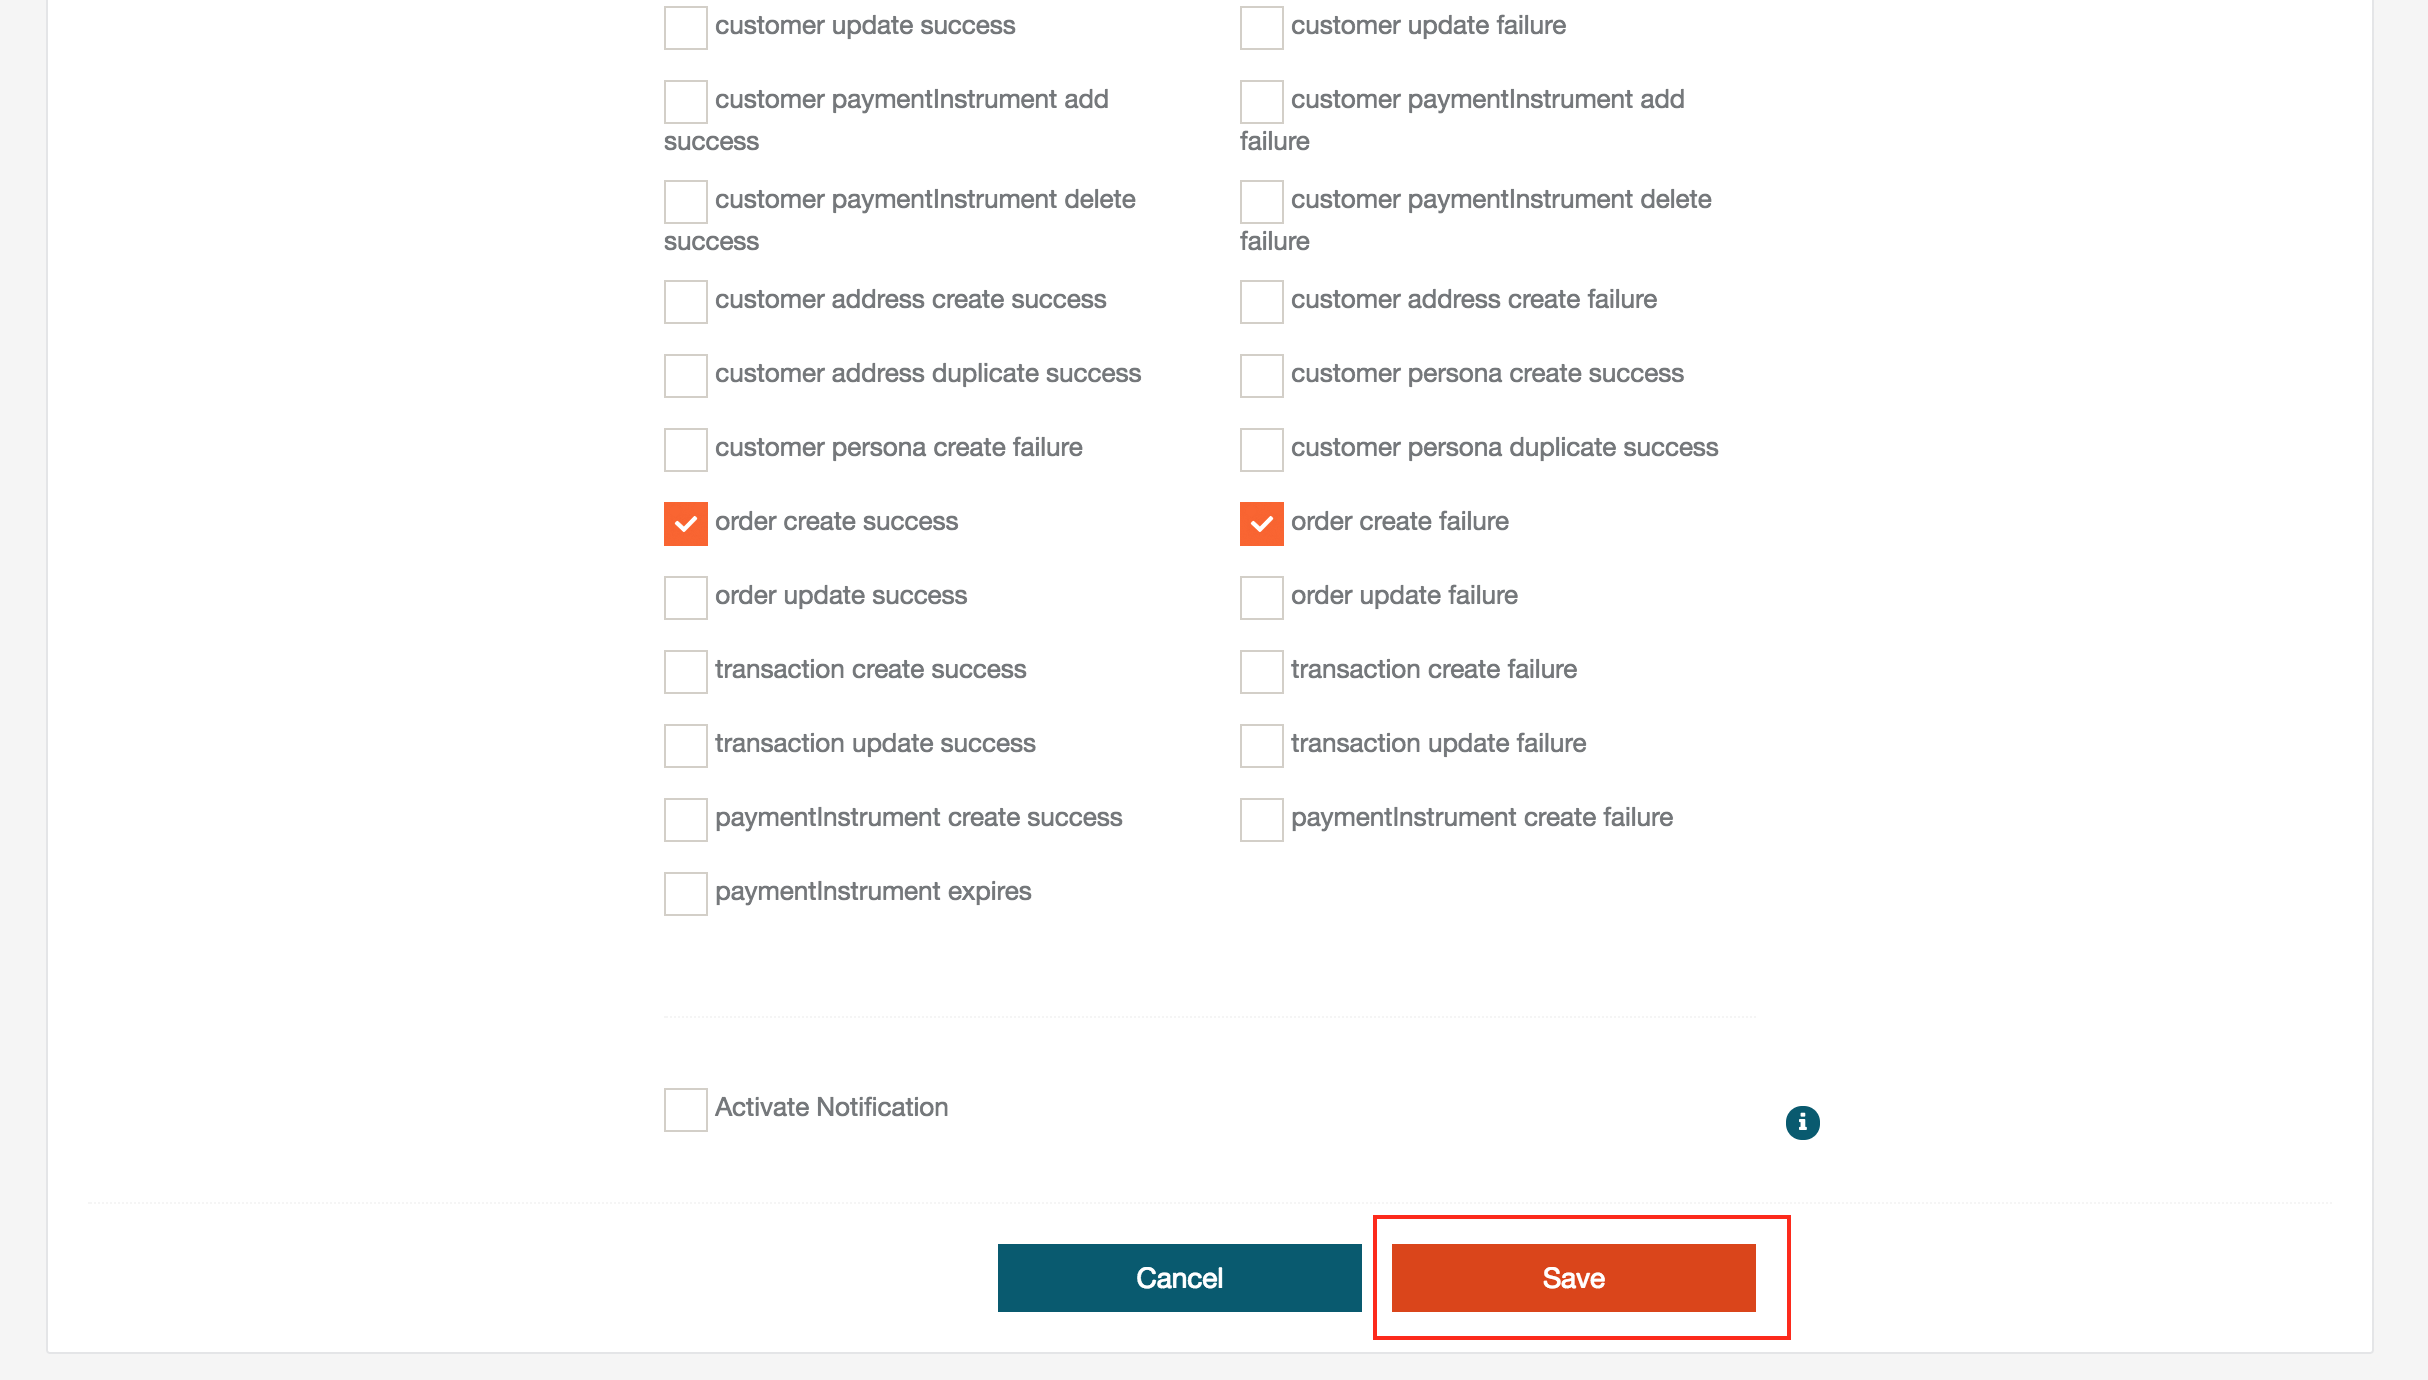 customer update success
customer update failure
customer paymentInstrument add
success
customer paymentInstrument add
failure
customer paymentInstrument delete
success
customer paymentInstrument delete
failure
customer address create success
customer address create failure
customer address duplicate success
customer persona create success
customer persona create failure
customer persona duplicate success
order create success
order create failure
order update success
order update failure
transaction create success
transaction create failure
transaction update success
transaction update failure
paymentInstrument create success
paymentInstrument create failure
paymentInstrument expires
Activate Notification
Cancel
Save